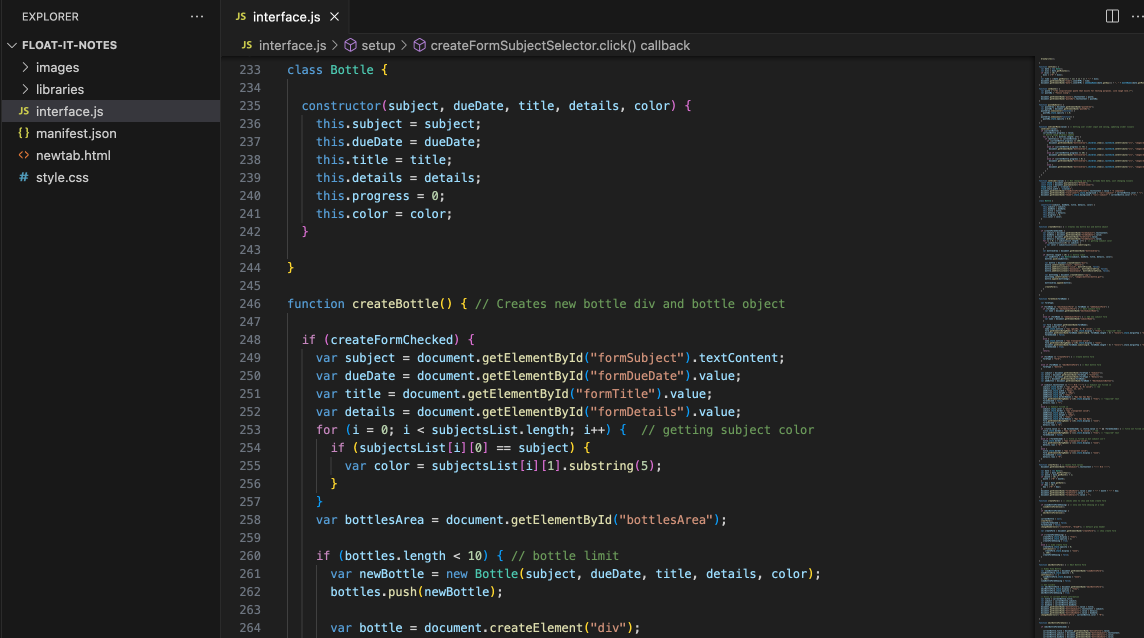 EXPLORER ...
FLOAT-IT-NOTES
images
libraries
JS interface.js
{} manifest.json
<> newtab.html
# style.css
JS interface.js ×
JS interface.js > setup > createFormSubjectSelector.click() callback
233 class Bottle {
234
235 constructor(subject, dueDate, title, details, color) {
236 this.subject = subject;
237 this.dueDate = dueDate;
238 this.title = title;
239 this.details = details;
240 this.progress = 0;
241 this.color = color;
242 }
243
244 }
245
246 function createBottle() { // Creates new bottle div and bottle object
247
248 if (createFormChecked) {
249 var subject = document.getElementById("formSubject").textContent;
250 var dueDate = document.getElementById("formDueDate").value;
251 var title = document.getElementById("formTitle").value;
252 var details = document.getElementById("formDetails").value;
253 for (i = 0; i < subjectsList.length; i++) { // getting subject color
254 if (subjectsList[i][0] == subject) {
255 var color = subjectsList[i][1].substring(5);
256 }
257 }
258 var bottlesArea = document.getElementById("bottlesArea");
259
260 if (bottles.length < 10) { // bottle limit
261 var newBottle = new Bottle(subject, dueDate, title, details, color);
262 bottles.push(newBottle);
263
264 var bottle = document.createElement("div");